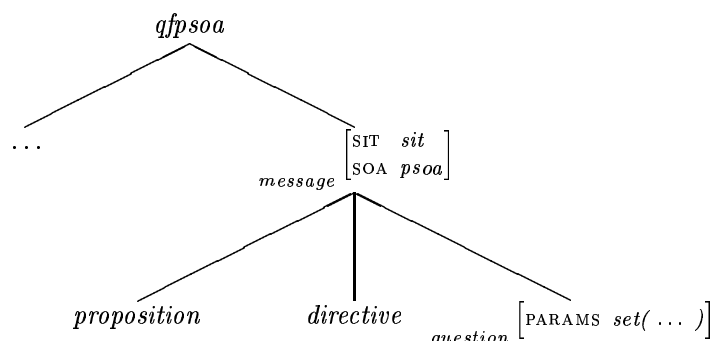 qfpsoa
...
SIT sit
SOA psoa
message
proposition directive PARAMS set( ... )
question